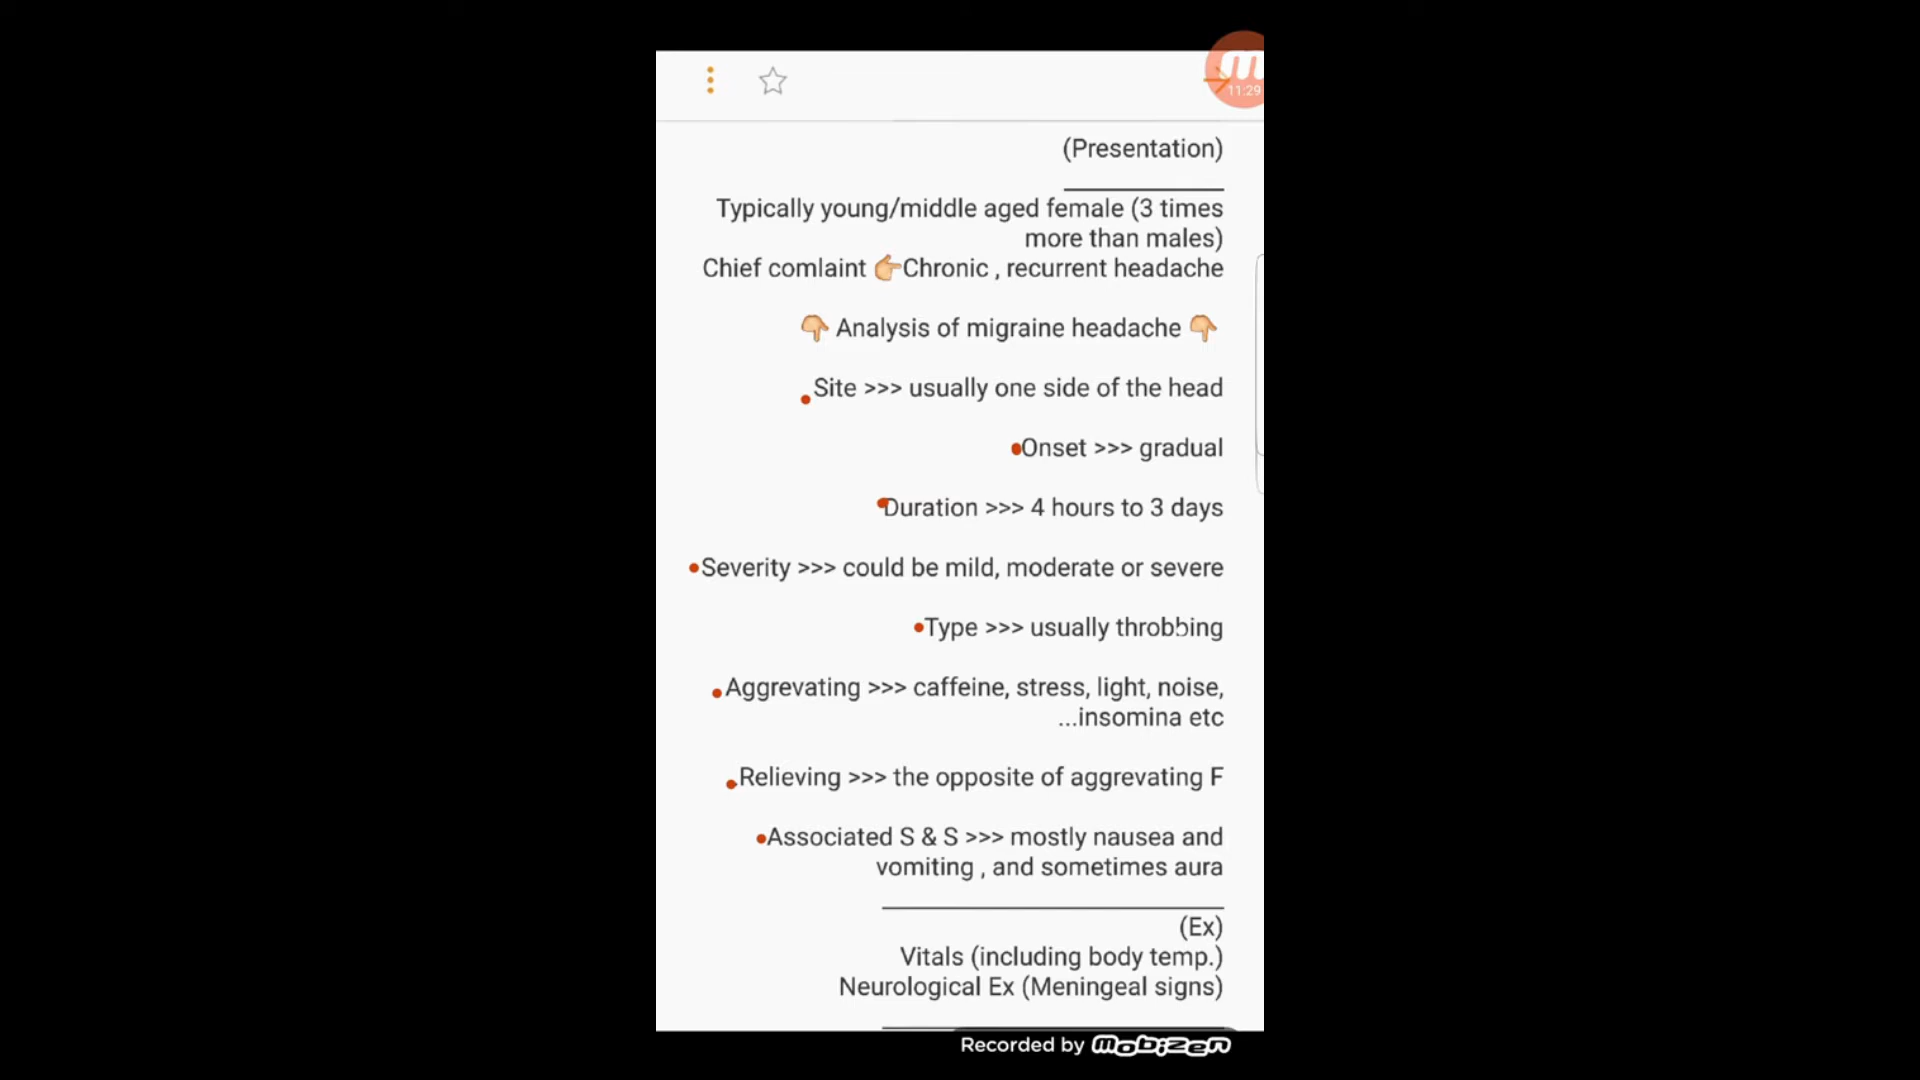 11:29
(Presentation)
Typically young/middle aged female (3 times
more than males)
Chief comlaint 👉Chronic , recurrent headache
👇 Analysis of migraine headache 👇
Site >>> usually one side of the head
Onset >>> gradual
Duration >>> 4 hours to 3 days
Severity >>> could be mild, moderate or severe
Type >>> usually throbbing
Aggrevating >>> caffeine, stress, light, noise,
...insomina etc
Relieving >>> the opposite of aggrevating F
Associated S & S >>> mostly nausea and
vomiting , and sometimes aura
(Ex)
Vitals (including body temp.)
Neurological Ex (Meningeal signs)
Recorded by mobizen